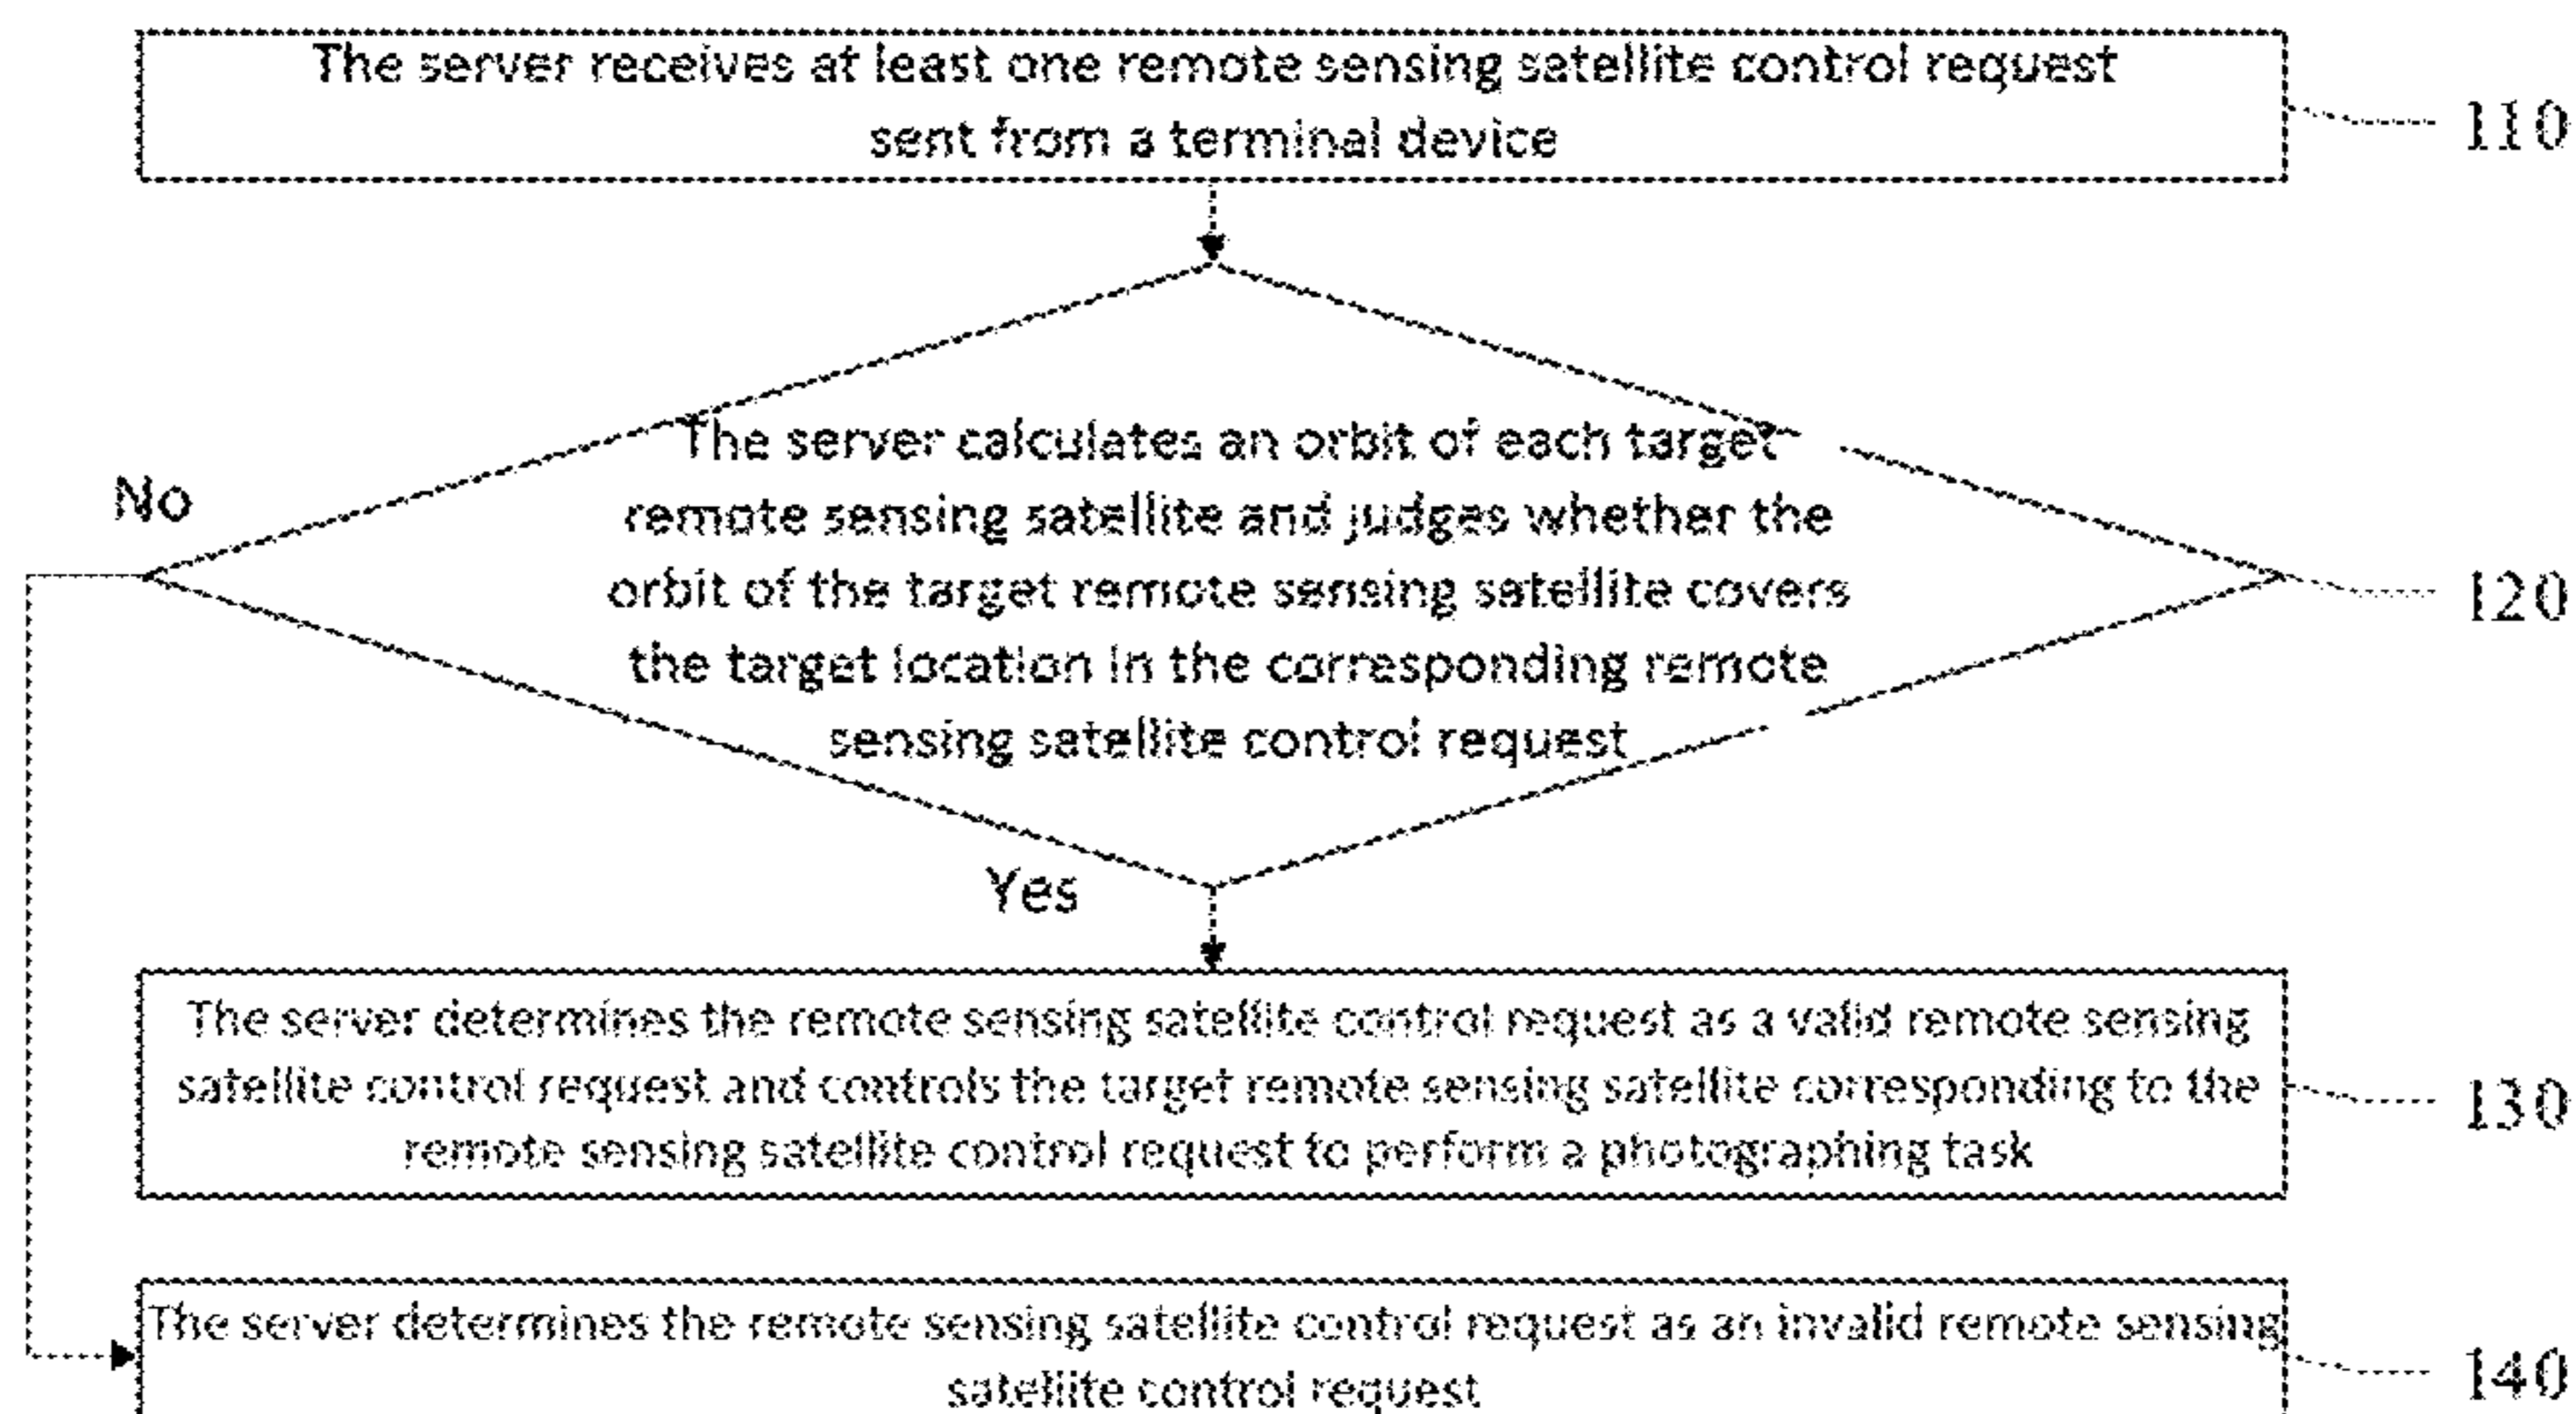 The server receives at least one remote sensing satellite control request
sent from a terminal device
110
The server calculates an orbit of each target
No
remote sensing satellite and judges whether the
orbit of the target remote sensing satellite covers
120
the target location in the corresponding remote
sensing satellite control request
Yes
The server determines the remote sensing satellite control request as a valid remote sensing
satellite control request and controls the target remote sensing satellite corresponding to the
130
remote sensing satellite control request to perform a photographing task
The server determines the remote sensing satellite control request as an invalid remote sensing
140
satellite control request